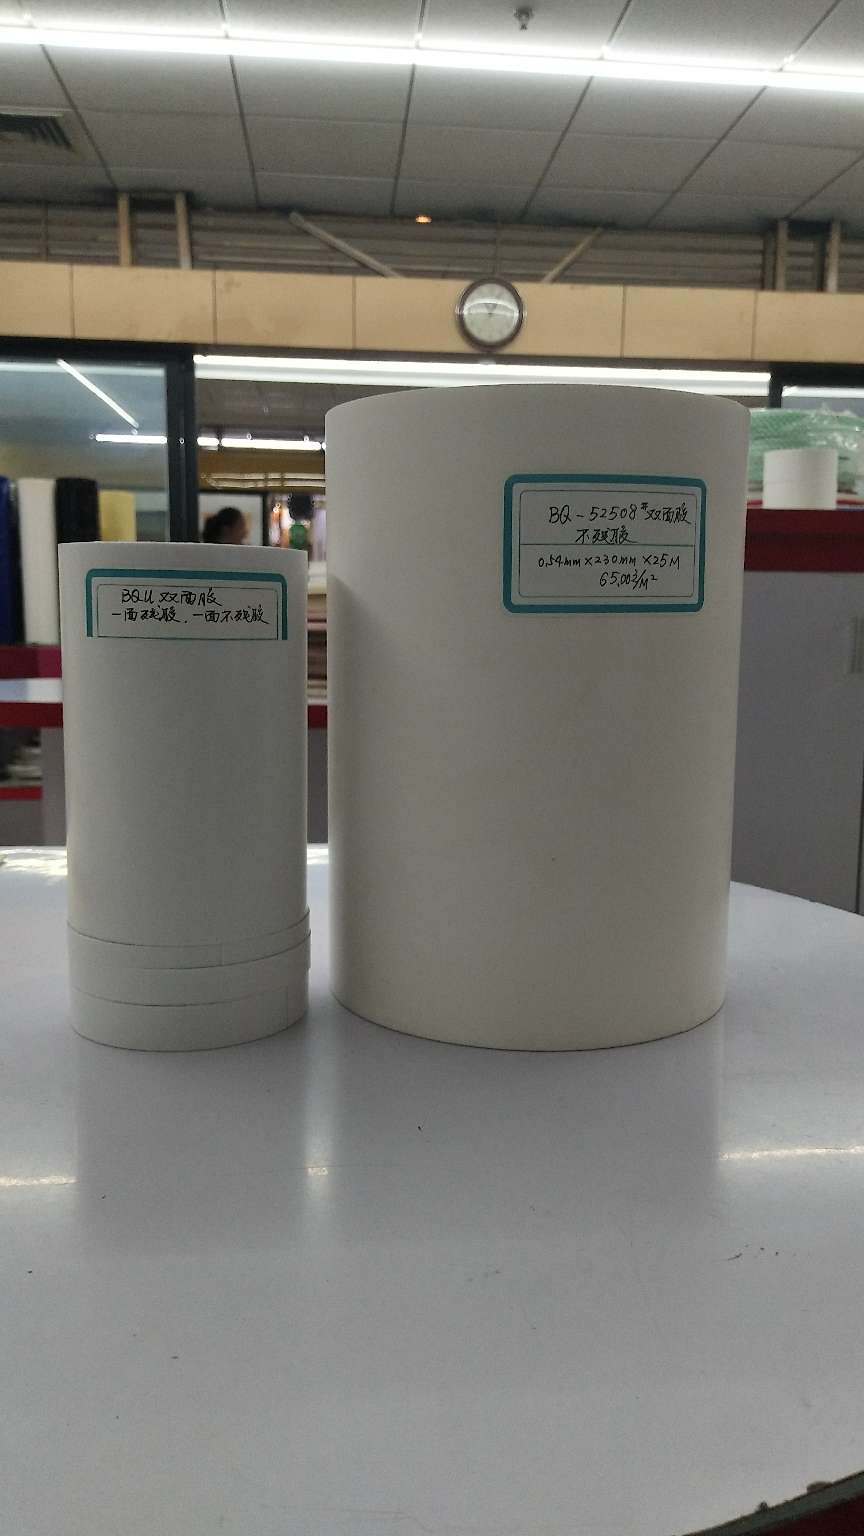 BQU双面胶
一面残胶.一面不残胶
BQ-52508#双面胶
不残胶
0.54mm×230mm×25M
65.00元/M²